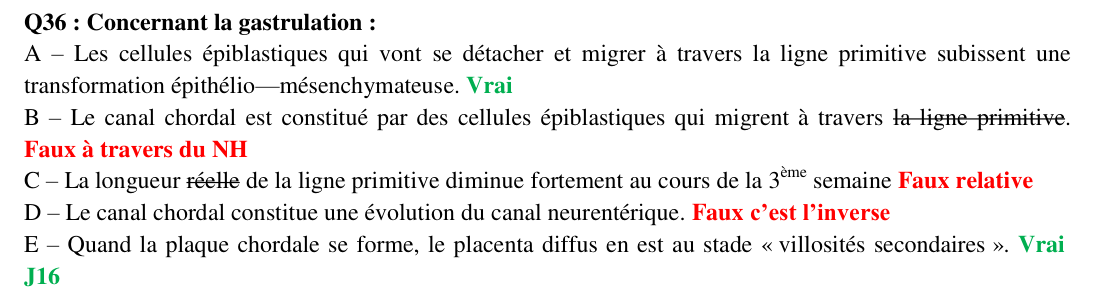 Q36 : Concernant la gastrulation :
A – Les cellules épiblastiques qui vont se détacher et migrer à travers la ligne primitive subissent une
transformation épithélio—mésenchymateuse. Vrai
B – Le canal chordal est constitué par des cellules épiblastiques qui migrent à travers la ligne primitive.
Faux à travers du NH
C – La longueur réelle de la ligne primitive diminue fortement au cours de la 3ème semaine Faux relative
D – Le canal chordal constitue une évolution du canal neurentérique. Faux c’est l’inverse
E – Quand la plaque chordale se forme, le placenta diffus en est au stade « villosités secondaires ». Vrai
J16